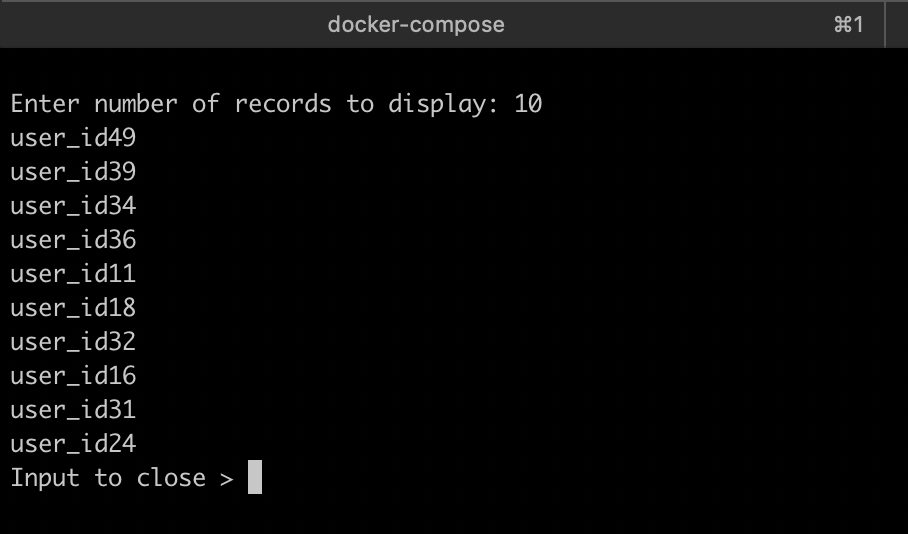 docker-compose ⌘1
Enter number of records to display: 10
user_id49
user_id39
user_id34
user_id36
user_id11
user_id18
user_id32
user_id16
user_id31
user_id24
Input to close >